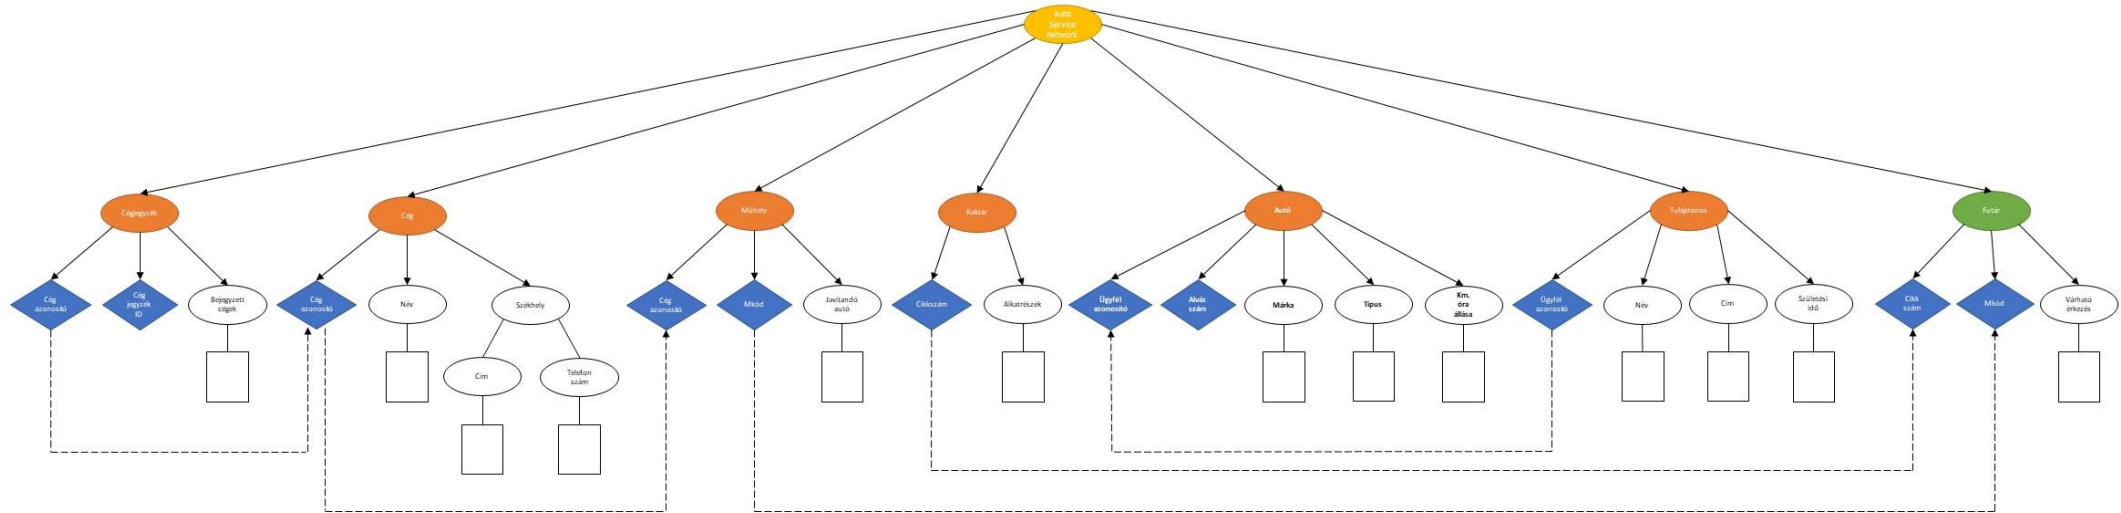 Auto
Service
Network
Cégjegyzék
Cég
Műhely
Raktár
Autó
Tulajdonos
Futár
Cég
azonosító
Cég
jegyzék
ID
Bejegyzett
cégek
Cég
azonosító
Név
Székhely
Cég
azonosító
Mkód
Javítandó
autó
Cikkszám
Alkatrészek
Ügyfél
azonosító
Alváz
szám
Márka
Típus
Km.
óra
állása
Ügyfél
azonosító
Név
Cím
Születési
idő
Cikk
szám
Mkód
Várható
érkezés
Cím
Telefon
szám